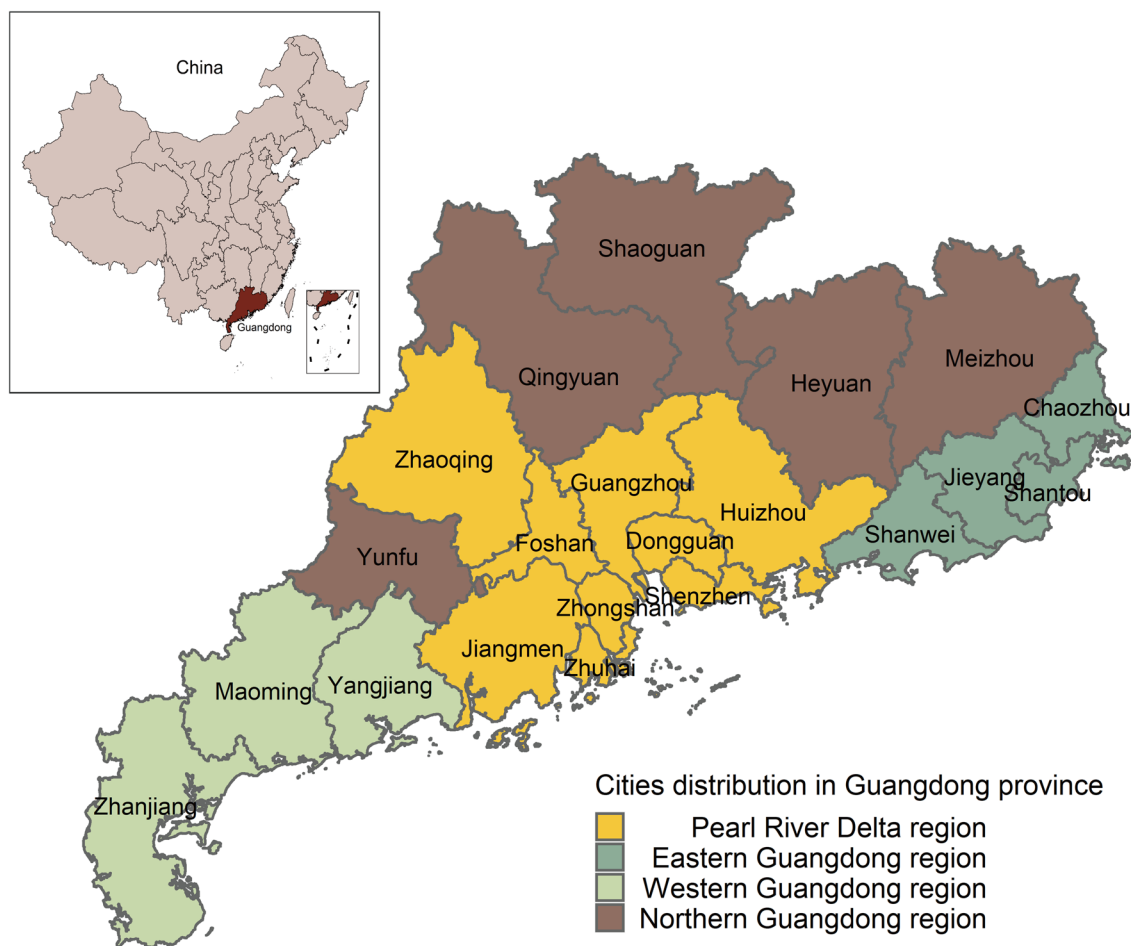 China
Guangdong
Shaoguan
Meizhou
Qingyuan
Heyuan
Chaozhou
Zhaoqing
Jieyang
Guangzhou
Shantou
Huizhou
Shanwei
Foshan
Dongguan
Yunfu
Shenzhen
Zhongshan
Jiangmen
Zhuhai
Yangjiang
Maoming
Zhanjiang
Cities distribution in Guangdong province
Pearl River Delta region
Eastern Guangdong region
Western Guangdong region
Northern Guangdong region